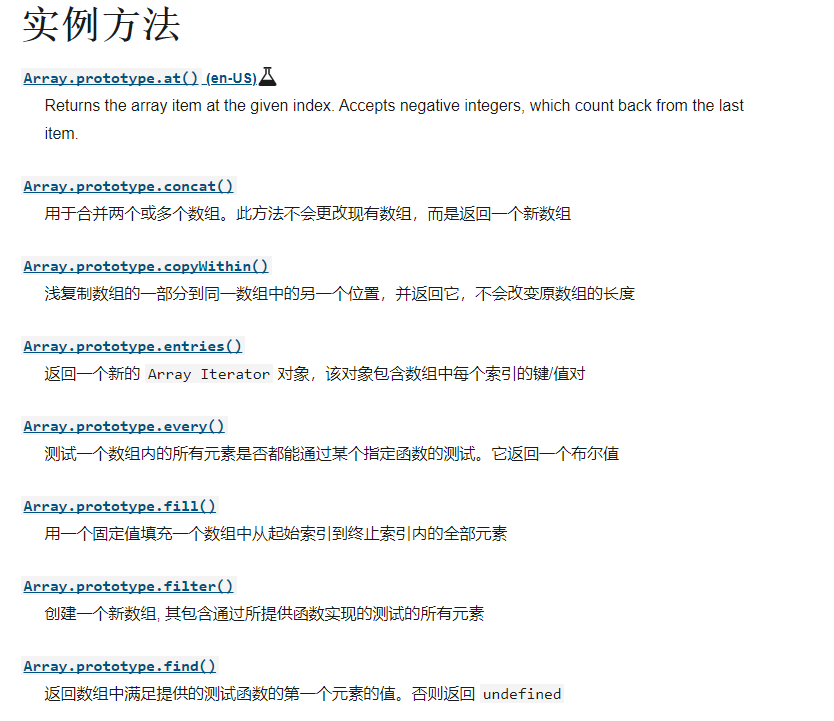 实例方法
Array.prototype.at() (en-US)
Returns the array item at the given index. Accepts negative integers, which count back from the last
item.
Array.prototype.concat()
用于合并两个或多个数组。此方法不会更改现有数组，而是返回一个新数组
Array.prototype.copyWithin()
浅复制数组的一部分到同一数组中的另一个位置，并返回它，不会改变原数组的长度
Array.prototype.entries()
返回一个新的 Array Iterator 对象，该对象包含数组中每个索引的键/值对
Array.prototype.every()
测试一个数组内的所有元素是否都能通过某个指定函数的测试。它返回一个布尔值
Array.prototype.fill()
用一个固定值填充一个数组中从起始索引到终止索引内的全部元素
Array.prototype.filter()
创建一个新数组, 其包含通过所提供函数实现的测试的所有元素
Array.prototype.find()
返回数组中满足提供的测试函数的第一个元素的值。否则返回 undefined